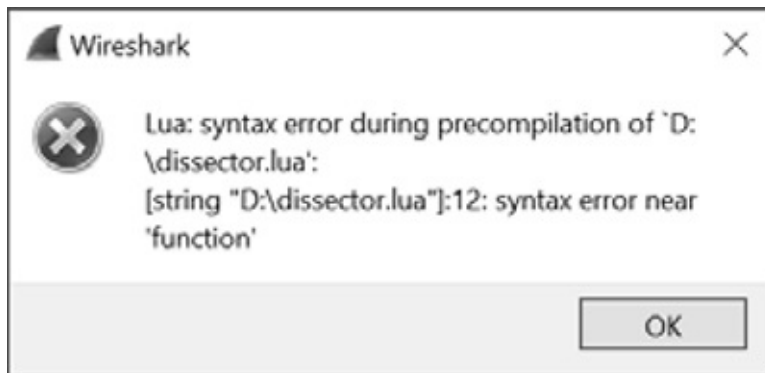 Wireshark
Lua: syntax error during precompilation of `D:
\dissector.lua':
[string "D:\dissector.lua"]:12: syntax error near
'function'
OK